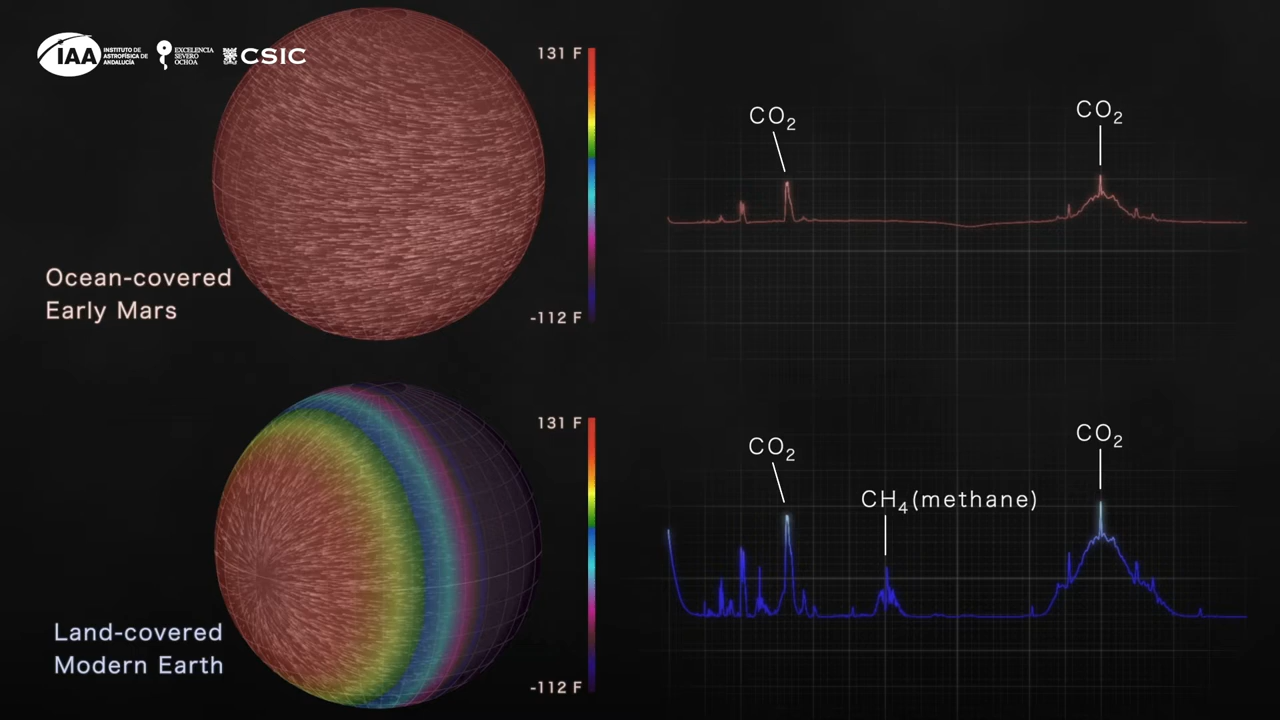 IAA
INSTITUTO DE
ASTROFÍSICA DE
ANDALUCÍA
EXCELENCIA
SEVERO
OCHOA
CSIC
131 F
-112 F
Ocean-covered
Early Mars
CO₂
CO₂
131 F
-112 F
Land-covered
Modern Earth
CO₂
CH₄(methane)
CO₂